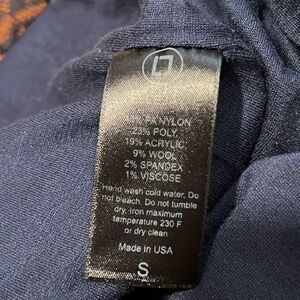 PA NYLON
23% POLY,
19% ACRYLIC
9% WOOL
2% SPANDEX
1% VISCOSE
Hand wash cold water, Do
not bleach. Do not tumble
dry, iron maximum
temperature 230 F
or dry clean
Made in USA
S